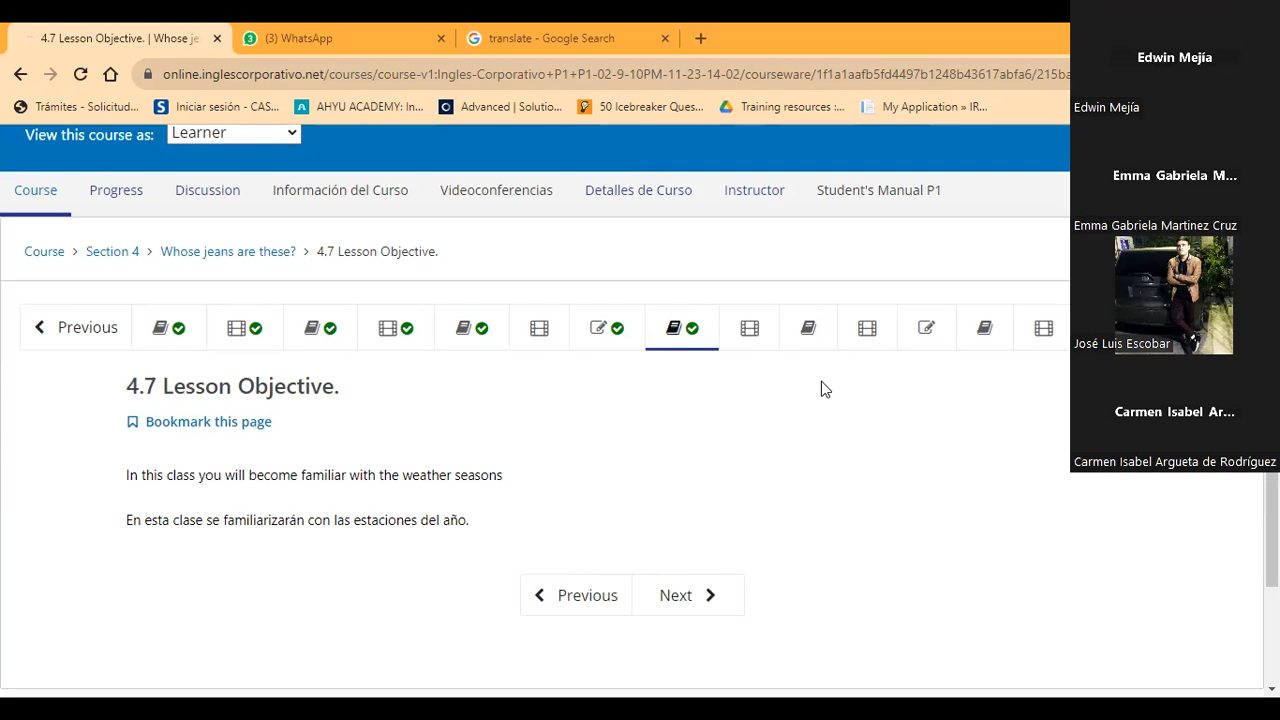 4.7 Lesson Objective. | Whose je
(3) WhatsApp
translate - Google Search
Edwin Mejía
online.inglescorporativo.net/courses/course-v1:Ingles-Corporativo+P1+P1-02-9-10PM-11-23-14-02/courseware/1f1a1aafb5fd4497b1248b43617abfa6/215ba
Trámites - Solicitud...
Iniciar sesión - CAS...
AHYU ACADEMY: In...
Advanced | Solutio...
50 Icebreaker Ques...
Training resources :...
My Application » IR...
Edwin Mejía
View this course as:
Learner
Emma Gabriela M...
Course
Progress
Discussion
Información del Curso
Videoconferencias
Detalles de Curso
Instructor
Student's Manual P1
Emma Gabriela Martinez Cruz
Course > Section 4 > Whose jeans are these? > 4.7 Lesson Objective.
Previous
José Luis Escobar
4.7 Lesson Objective.
Bookmark this page
Carmen Isabel Ar...
Carmen Isabel Argueta de Rodríguez
In this class you will become familiar with the weather seasons
En esta clase se familiarizarán con las estaciones del año.
Previous
Next